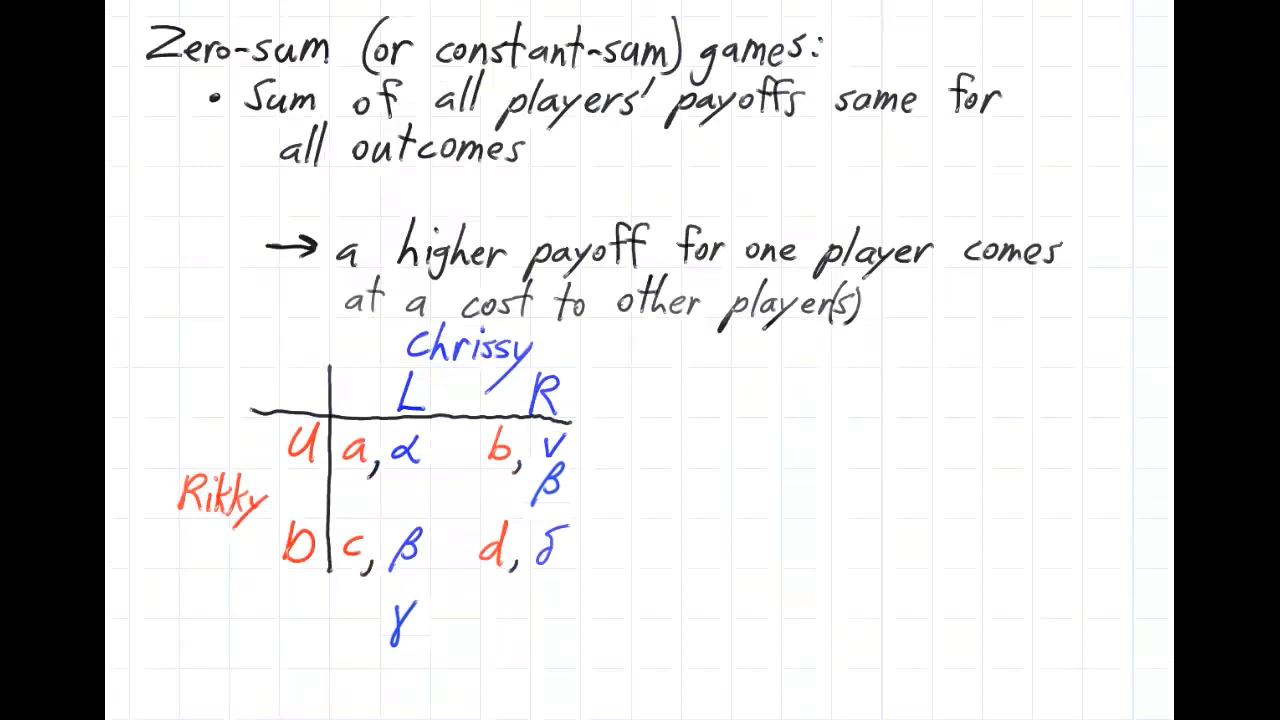 Zero-sum (or constant-sum) games:
• Sum of all players' payoffs same for
all outcomes
→ a higher payoff for one player comes
at a cost to other player(s)
Chrissy
L R
U a, α b, γ
β
Rikky
D c, β d, δ
γ